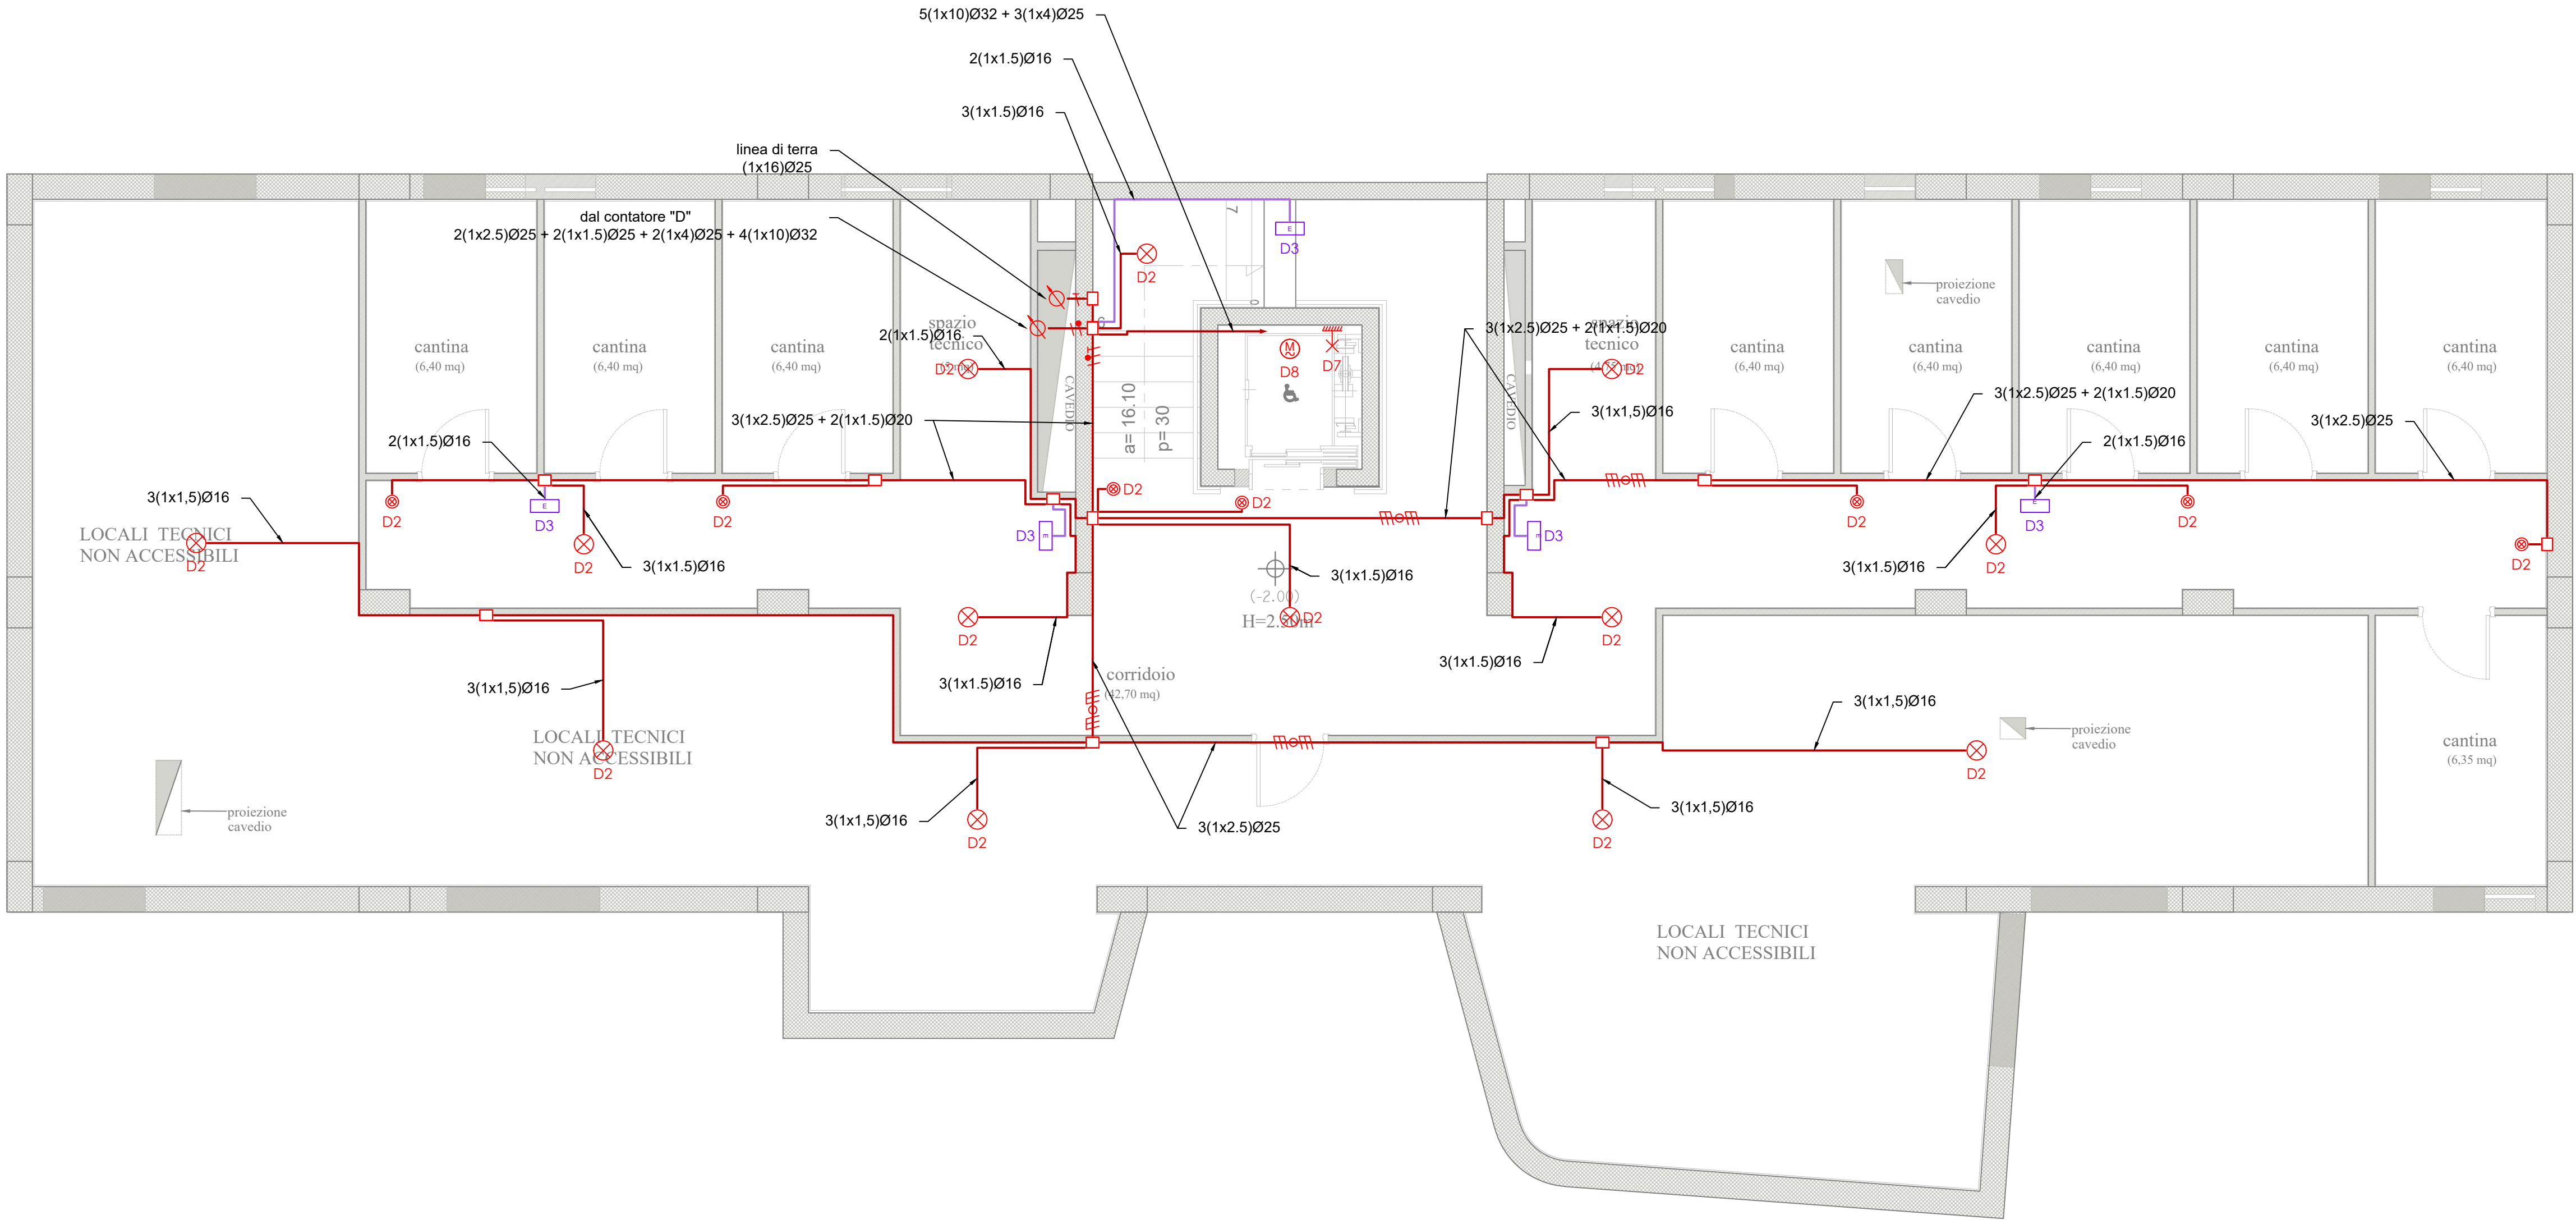 5(1x10)Ø32 + 3(1x4)Ø25
2(1x1.5)Ø16
3(1x1.5)Ø16
linea di terra
(1x16)Ø25
dal contatore "D"
2(1x2.5)Ø25 + 2(1x1.5)Ø25 + 2(1x4)Ø25 + 4(1x10)Ø32
7
E
D3
D2
0
6
proiezione
cavedio
spazio
tecnico
2(1x1.5)Ø16
D2
3(1x2.5)Ø25 + 2(1x1.5)Ø20
spazio
tecnico
D2
cantina
(6,40 mq)
cantina
(6,40 mq)
cantina
(6,40 mq)
M
D8
D7
cantina
(6,40 mq)
cantina
(6,40 mq)
cantina
(6,40 mq)
cantina
(6,40 mq)
cantina
(6,40 mq)
CAVEDIO
a= 16.10
p= 30
CAVEDIO
3(1x2.5)Ø25 + 2(1x1.5)Ø20
3(1x1,5)Ø16
3(1x2.5)Ø25 + 2(1x1.5)Ø20
3(1x2.5)Ø25
2(1x1.5)Ø16
2(1x1.5)Ø16
3(1x1,5)Ø16
D2
E
D3
D2
D2
D2
D2
E
D3
D2
LOCALI TECNICI
NON ACCESSIBILI
D2
D2
3(1x1.5)Ø16
D3
E
E
D3
3(1x1.5)Ø16
3(1x1.5)Ø16
D2
D2
(-2.00)
H=2.50m
D2
D2
D2
D2
3(1x1.5)Ø16
3(1x1.5)Ø16
corridoio
(42,70 mq)
3(1x1,5)Ø16
3(1x1,5)Ø16
LOCALI TECNICI
NON ACCESSIBILI
D2
proiezione
cavedio
cantina
(6,35 mq)
D2
proiezione
cavedio
3(1x1,5)Ø16
D2
3(1x2.5)Ø25
D2
3(1x1,5)Ø16
LOCALI TECNICI
NON ACCESSIBILI